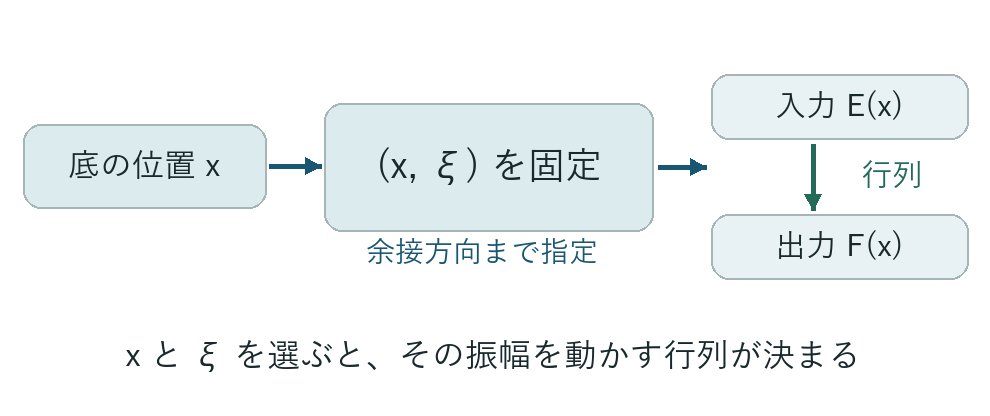 底の位置 x
(x, ξ) を固定
余接方向まで指定
入力 E(x)
行列
出力 F(x)
x と ξ を選ぶと、その振幅を動かす行列が決まる